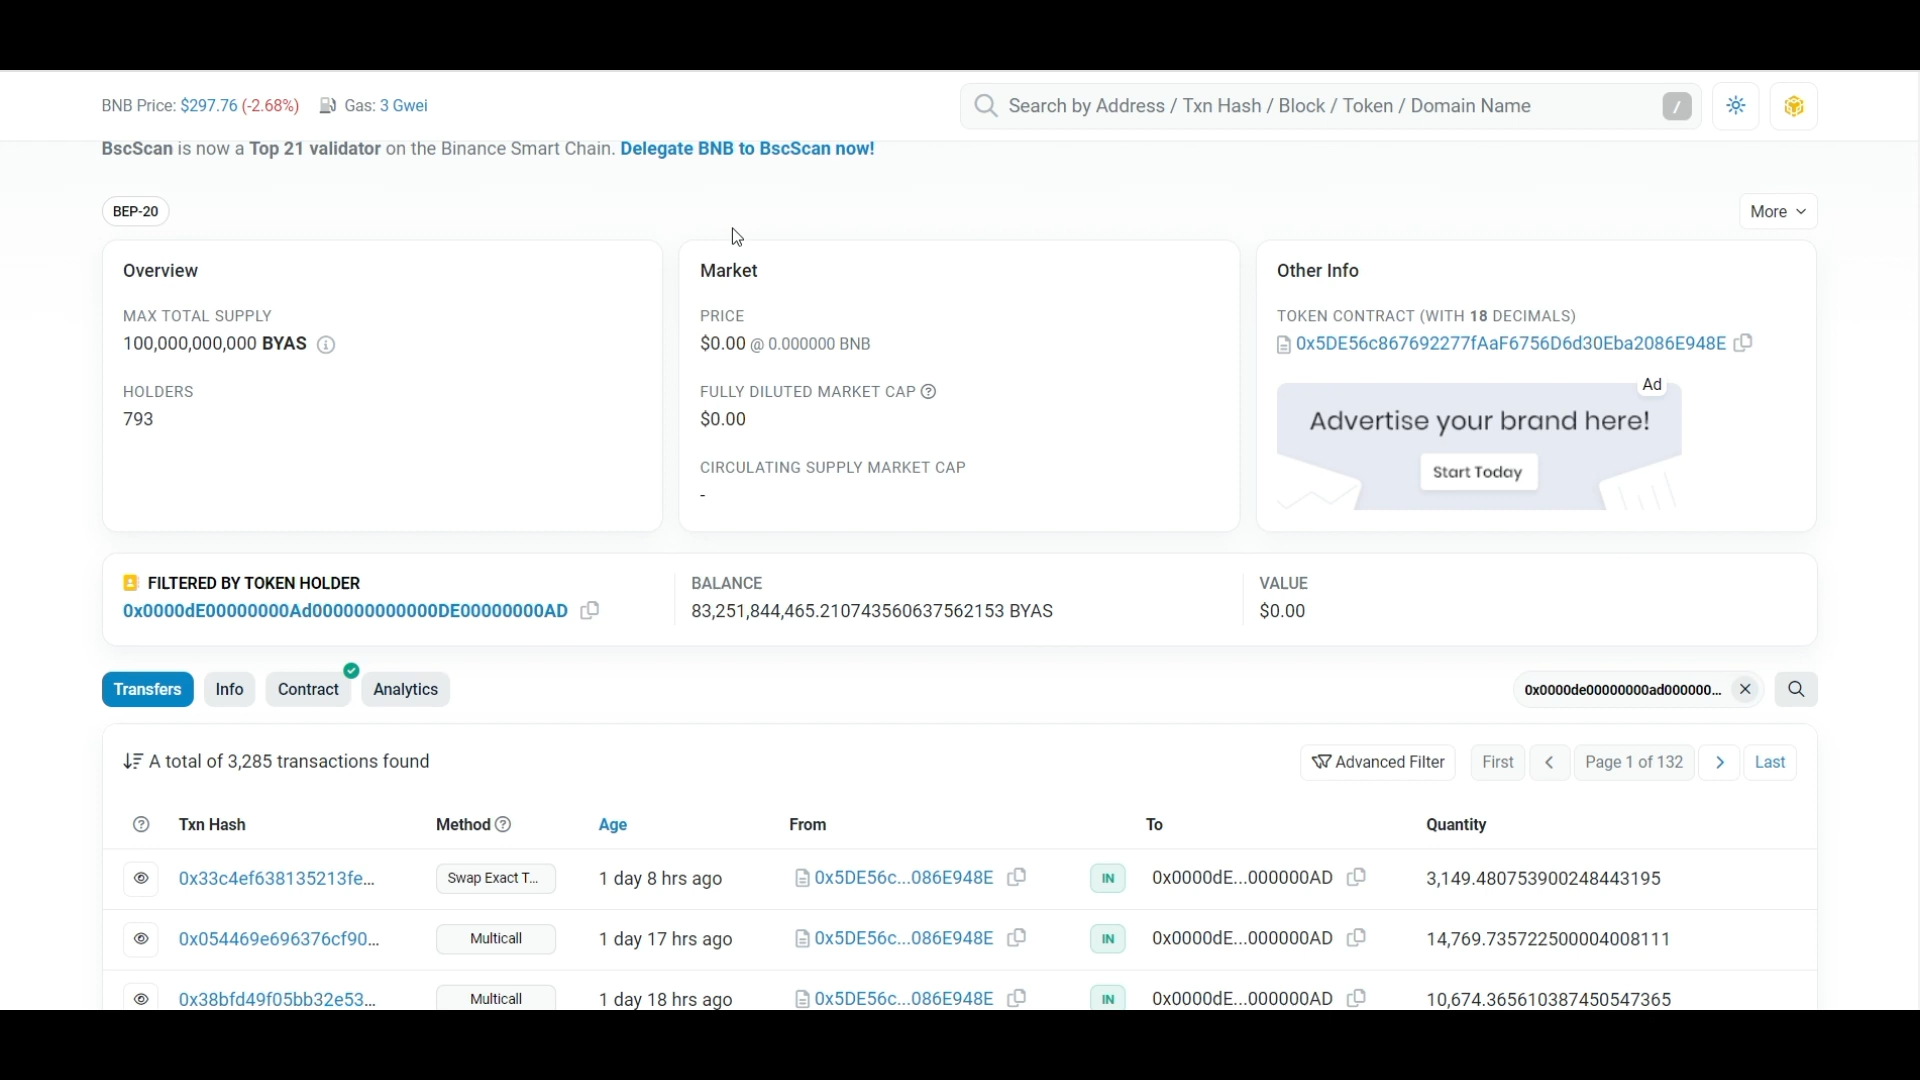 BNB Price: $297.76 (-2.68%) Gas: 3 Gwei
Search by Address / Txn Hash / Block / Token / Domain Name /
BscScan is now a Top 21 validator on the Binance Smart Chain. Delegate BNB to BscScan now!
BEP-20
More
Overview
MAX TOTAL SUPPLY
100,000,000,000 BYAS
HOLDERS
793
Market
PRICE
$0.00 @ 0.000000 BNB
FULLY DILUTED MARKET CAP
$0.00
CIRCULATING SUPPLY MARKET CAP
-
Other Info
TOKEN CONTRACT (WITH 18 DECIMALS)
0x5DE56c867692277fAaF6756D6d30Eba2086E948E
Ad
Advertise your brand here!
Start Today
FILTERED BY TOKEN HOLDER
0x0000dE00000000Ad000000000000DE00000000AD
BALANCE
83,251,844,465.210743560637562153 BYAS
VALUE
$0.00
Transfers Info Contract Analytics
0x0000de00000000ad000000...
A total of 3,285 transactions found
Advanced Filter First Page 1 of 132 Last
Txn Hash Method Age From To Quantity
0x33c4ef638135213fe... Swap Exact T... 1 day 8 hrs ago 0x5DE56c...086E948E IN 0x0000dE...000000AD 3,149.480753900248443195
0x054469e696376cf90... Multicall 1 day 17 hrs ago 0x5DE56c...086E948E IN 0x0000dE...000000AD 14,769.735722500004008111
0x38bfd49f05bb32e53... Multicall 1 day 18 hrs ago 0x5DE56c...086E948E IN 0x0000dE...000000AD 10,674.365610387450547365